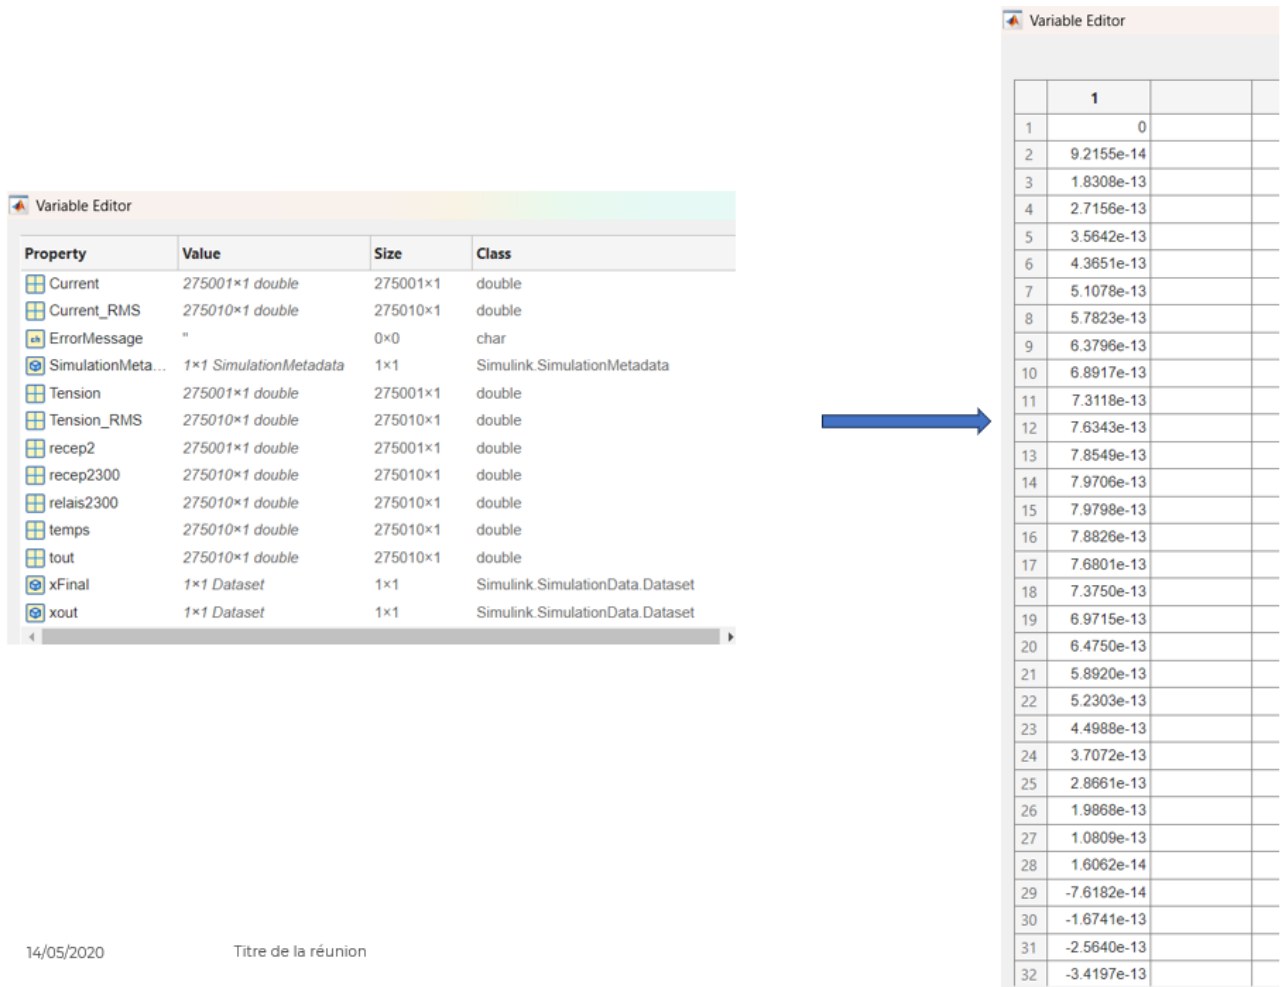 Variable Editor
Property Value Size Class
Current 275001×1 double 275001×1 double
Current_RMS 275010×1 double 275010×1 double
ErrorMessage '' 0×0 char
SimulationMeta... 1×1 SimulationMetadata 1×1 Simulink.SimulationMetadata
Tension 275001×1 double 275001×1 double
Tension_RMS 275010×1 double 275010×1 double
recep2 275001×1 double 275001×1 double
recep2300 275010×1 double 275010×1 double
relais2300 275010×1 double 275010×1 double
temps 275010×1 double 275010×1 double
tout 275010×1 double 275010×1 double
xFinal 1×1 Dataset 1×1 Simulink.SimulationData.Dataset
xout 1×1 Dataset 1×1 Simulink.SimulationData.Dataset
Variable Editor
1
1 0
2 9.2155e-14
3 1.8308e-13
4 2.7156e-13
5 3.5642e-13
6 4.3651e-13
7 5.1078e-13
8 5.7823e-13
9 6.3796e-13
10 6.8917e-13
11 7.3118e-13
12 7.6343e-13
13 7.8549e-13
14 7.9706e-13
15 7.9798e-13
16 7.8826e-13
17 7.6801e-13
18 7.3750e-13
19 6.9715e-13
20 6.4750e-13
21 5.8920e-13
22 5.2303e-13
23 4.4988e-13
24 3.7072e-13
25 2.8661e-13
26 1.9868e-13
27 1.0809e-13
28 1.6062e-14
29 -7.6182e-14
30 -1.6741e-13
31 -2.5640e-13
32 -3.4197e-13
14/05/2020
Titre de la réunion